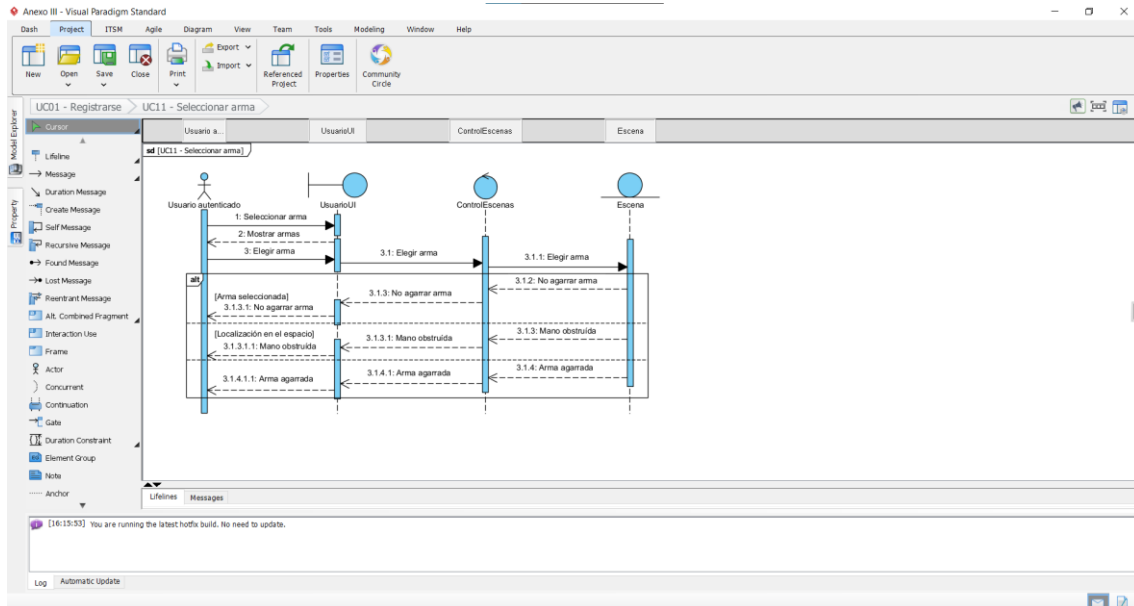 Anexo III - Visual Paradigm Standard
Dash Project ITSM Agile Diagram View Team Tools Modeling Window Help
New Open Save Close Print Export Import Referenced Project Properties Community Circle
UC01 - Registrarse UC11 - Seleccionar arma
Model Explorer
Property
Cursor
Lifeline
Message
Duration Message
Create Message
Self Message
Recursive Message
Found Message
Lost Message
Reentrant Message
Alt. Combined Fragment
Interaction Use
Frame
Actor
Concurrent
Continuation
Gate
Duration Constraint
Element Group
Note
Anchor
Usuario a... UsuarioUI ControlEscenas Escena
sd [UC11 - Seleccionar arma]
Usuario autenticado UsuarioUI ControlEscenas Escena
1: Seleccionar arma
2: Mostrar armas
3: Elegir arma
3.1: Elegir arma
3.1.1: Elegir arma
alt
3.1.2: No agarrar arma
3.1.3: No agarrar arma
[Arma seleccionada]
3.1.3.1: No agarrar arma
[Localización en el espacio]
3.1.3: Mano obstruída
3.1.3.1: Mano obstruída
3.1.3.1.1: Mano obstruída
3.1.4: Arma agarrada
3.1.4.1: Arma agarrada
3.1.4.1.1: Arma agarrada
Lifelines Messages
[16:15:53] You are running the latest hotfix build. No need to update.
Log Automatic Update